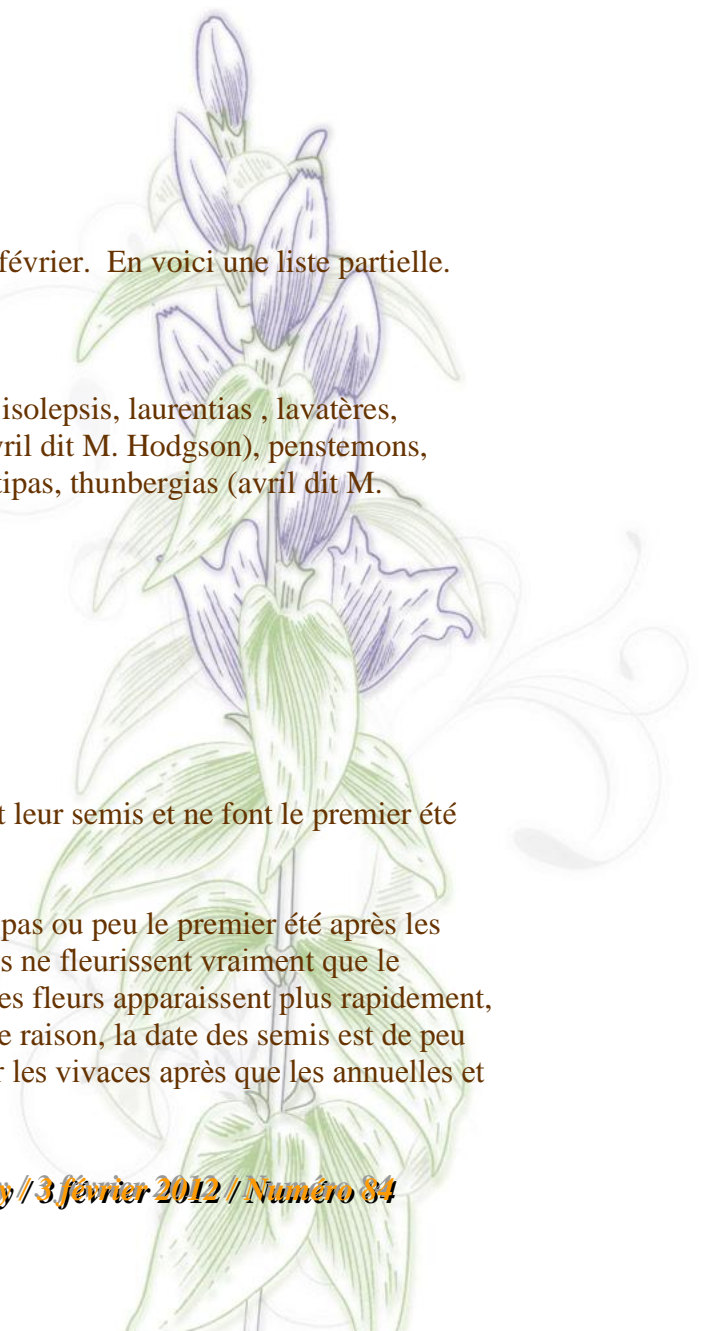 février. En voici une liste partielle.
isolepsis, laurentias , lavatères,
vril dit M. Hodgson), penstemons,
tipas, thunbergias (avril dit M.
t leur semis et ne font le premier été
pas ou peu le premier été après les
s ne fleurissent vraiment que le
es fleurs apparaissent plus rapidement,
e raison, la date des semis est de peu
r les vivaces après que les annuelles et
y / 3 février 2012 / Numéro 84